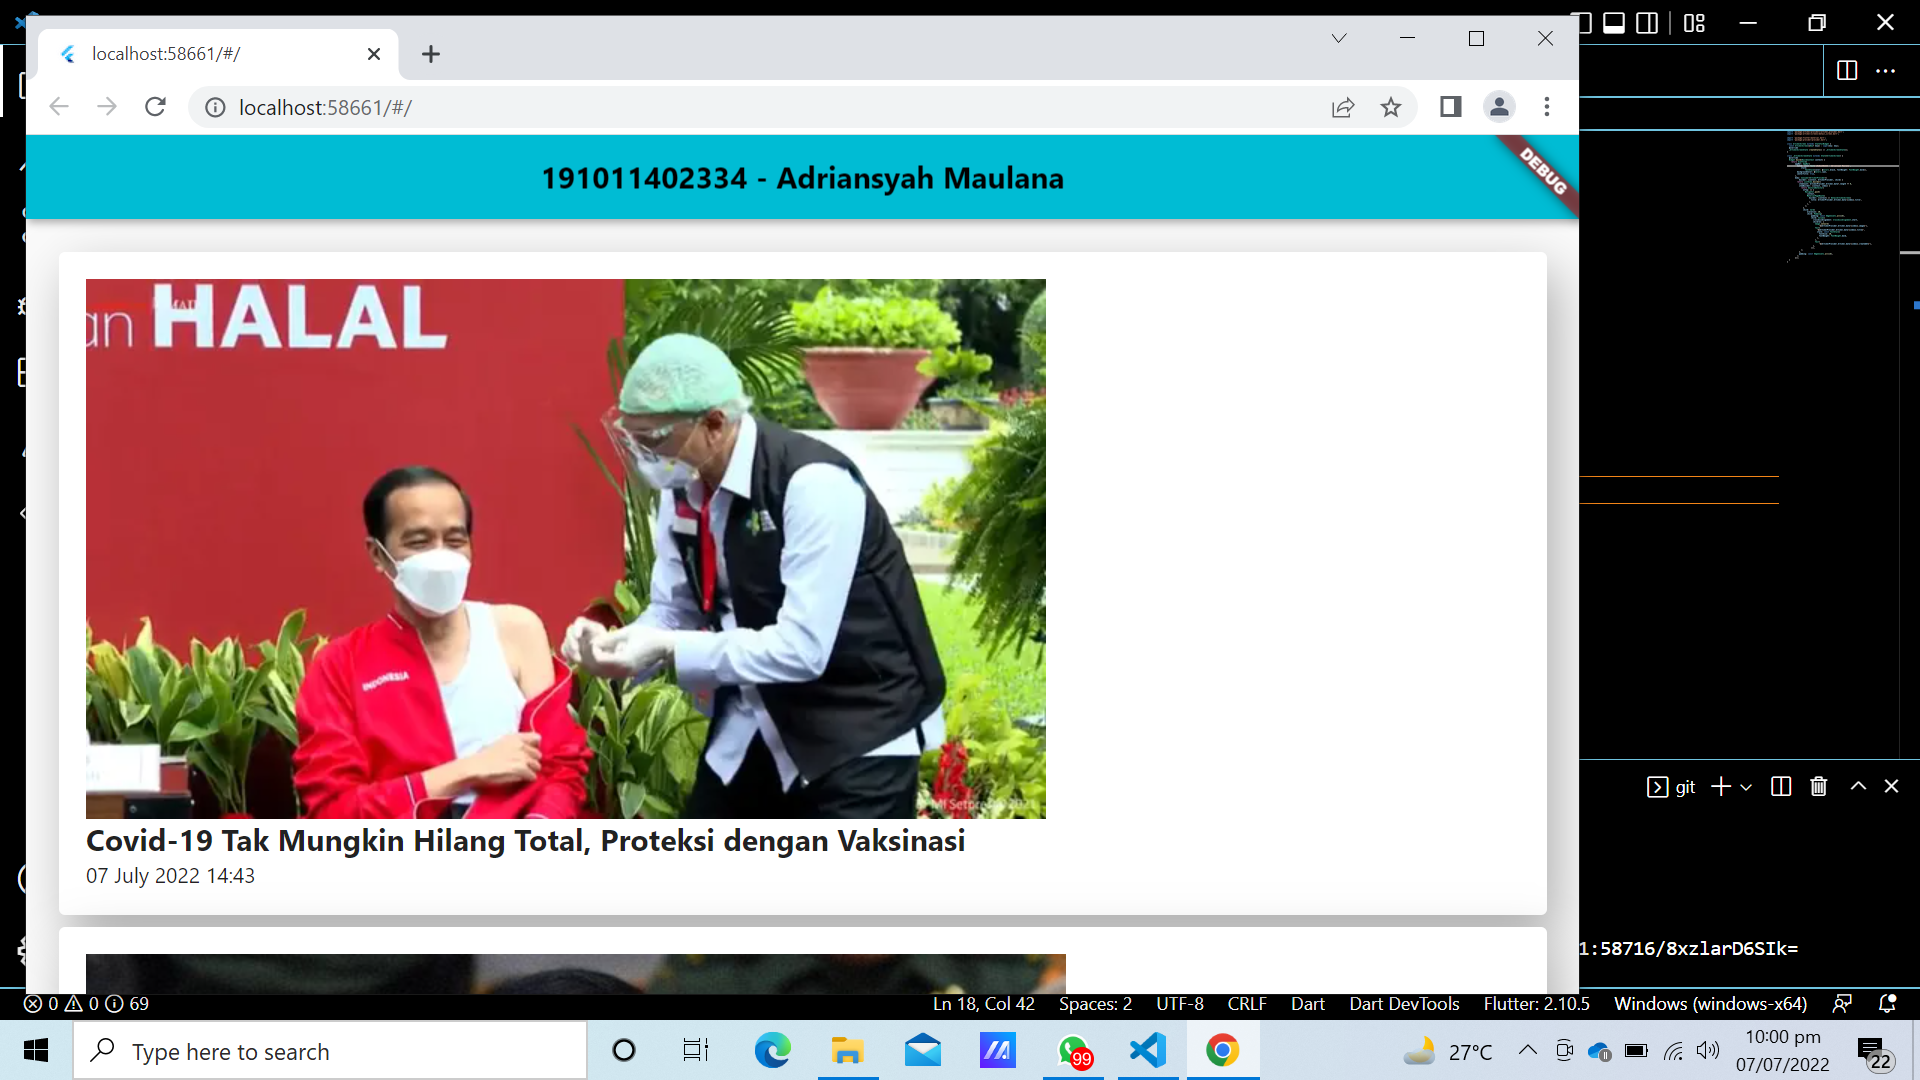 localhost:58661/#/
localhost:58661/#/
191011402334 - Adriansyah Maulana
DEBUG
an HALAL
INDONESIA
Covid-19 Tak Mungkin Hilang Total, Proteksi dengan Vaksinasi
07 July 2022 14:43
git
1:58716/8xzlarD6SIk=
0 0 69
Ln 18, Col 42 Spaces: 2 UTF-8 CRLF Dart Dart DevTools Flutter: 2.10.5 Windows (windows-x64)
Type here to search
99
27°C
10:00 pm
07/07/2022
22